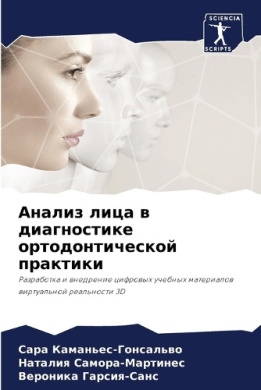 SCIENCIA
SCRIPTS
Анализ лица в
диагностике
ортодонтической
практики
Разработка и внедрение цифровых учебных материалов
виртуальной реальности 3D
Сара Каманьес-Гонсальво
Наталия Самора-Мартинес
Вероника Гарсия-Санс